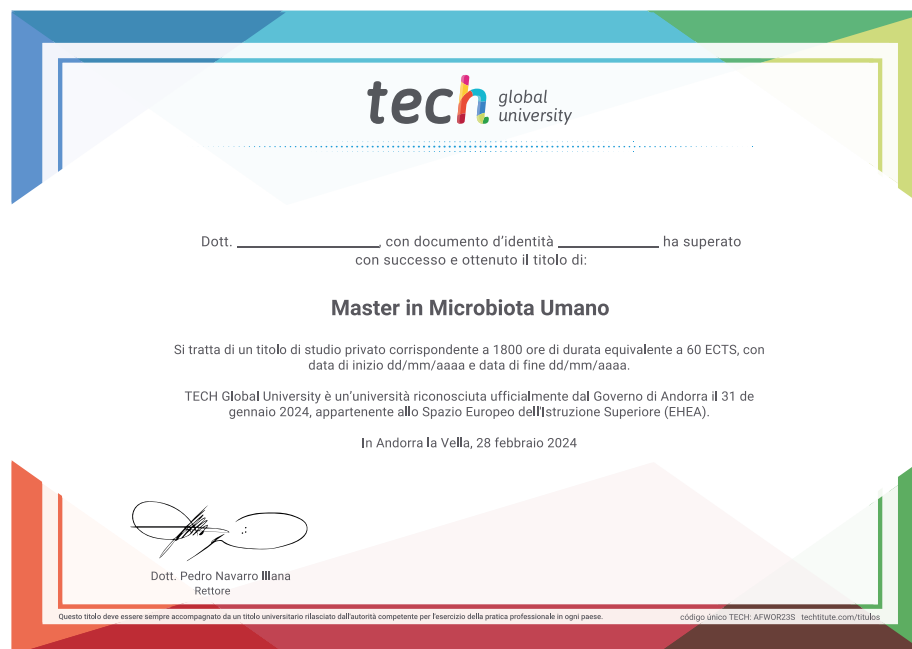 tech global university
Dott. ____________, con documento d'identità ____________ ha superato
con successo e ottenuto il titolo di:
Master in Microbiota Umano
Si tratta di un titolo di studio privato corrispondente a 1800 ore di durata equivalente a 60 ECTS, con
data di inizio dd/mm/aaaa e data di fine dd/mm/aaaa.
TECH Global University è un'università riconosciuta ufficialmente dal Governo di Andorra il 31 de
gennaio 2024, appartenente allo Spazio Europeo dell'Istruzione Superiore (EHEA).
In Andorra la Vella, 28 febbraio 2024
Dott. Pedro Navarro Illana
Rettore
Questo titolo deve essere sempre accompagnato da un titolo universitario rilasciato dall'autorità competente per l'esercizio della pratica professionale in ogni paese.
código único TECH: AFWOR23S techtitute.com/titulos